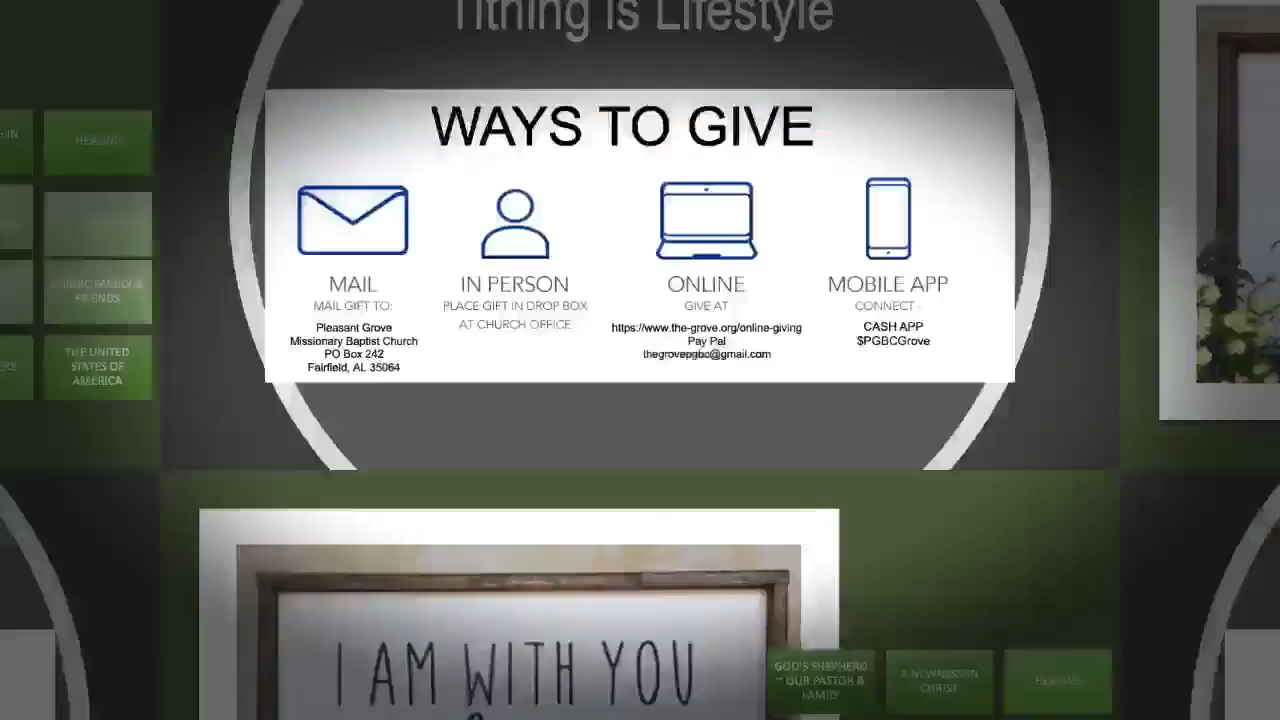 Tithing is Lifestyle
WAYS TO GIVE
MAIL
MAIL GIFT TO:
Pleasant Grove
Missionary Baptist Church
PO Box 242
Fairfield, AL 35064
IN PERSON
PLACE GIFT IN DROP BOX
AT CHURCH OFFICE
ONLINE
GIVE AT
https://www.the-grove.org/online-giving
Pay Pal
thegrovepgbc@gmail.com
MOBILE APP
CONNECT -
CASH APP
$PGBCGrove
HEALING
FAMILY &
FRIENDS
THE UNITED
STATES OF
AMERICA
I AM WITH YOU
GOD'S SHEPHERD
~ OUR PASTOR &
FAMILY
A NEWNESS IN
CHRIST
HEALING